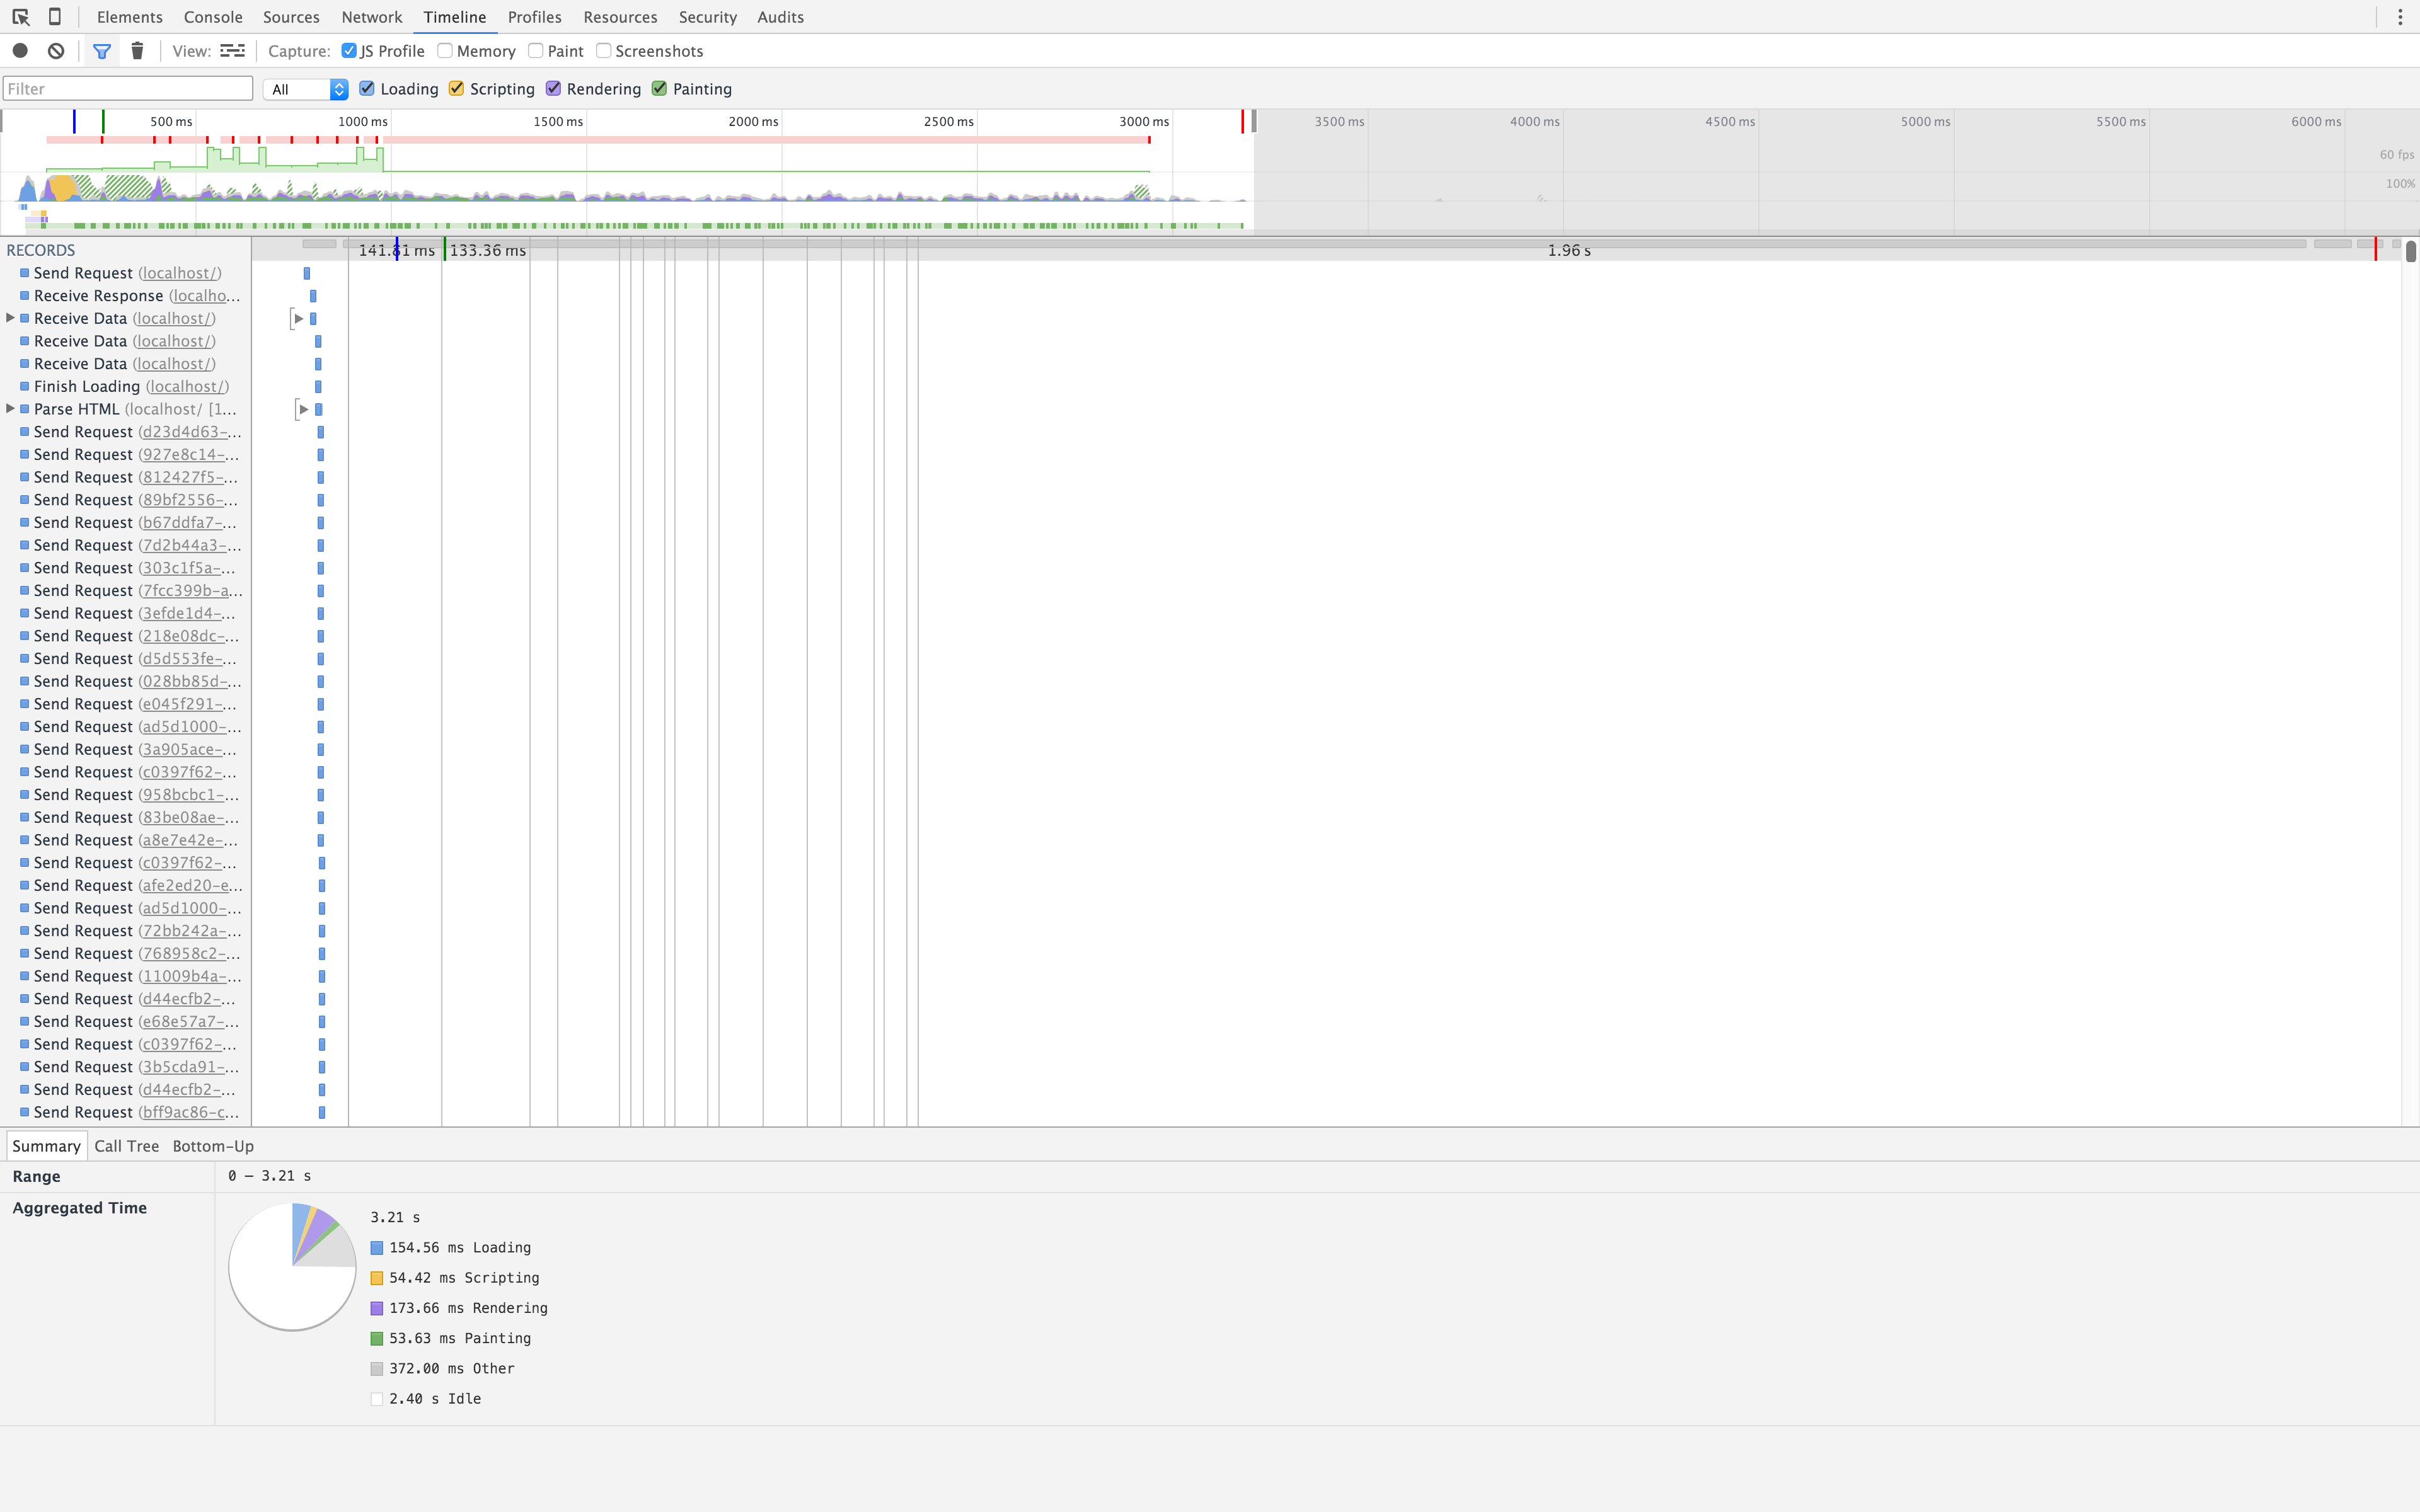 Elements Console Sources Network Timeline Profiles Resources Security Audits
View: Capture: JS Profile Memory Paint Screenshots
Filter All Loading Scripting Rendering Painting
500 ms 1000 ms 1500 ms 2000 ms 2500 ms 3000 ms 3500 ms 4000 ms 4500 ms 5000 ms 5500 ms 6000 ms
60 fps
100%
RECORDS 141.81 ms 133.36 ms 1.96 s
Send Request (localhost/)
Receive Response (localho...
Receive Data (localhost/)
Receive Data (localhost/)
Receive Data (localhost/)
Finish Loading (localhost/)
Parse HTML (localhost/ [1...
Send Request (d23d4d63-...
Send Request (927e8c14-...
Send Request (812427f5-...
Send Request (89bf2556-...
Send Request (b67ddfa7-...
Send Request (7d2b44a3-...
Send Request (303c1f5a-...
Send Request (7fcc399b-a...
Send Request (3efde1d4-...
Send Request (218e08dc-...
Send Request (d5d553fe-...
Send Request (028bb85d-...
Send Request (e045f291-...
Send Request (ad5d1000-...
Send Request (3a905ace-...
Send Request (c0397f62-...
Send Request (958bcbc1-...
Send Request (83be08ae-...
Send Request (a8e7e42e-...
Send Request (c0397f62-...
Send Request (afe2ed20-e...
Send Request (ad5d1000-...
Send Request (72bb242a-...
Send Request (768958c2-...
Send Request (11009b4a-...
Send Request (d44ecfb2-...
Send Request (e68e57a7-...
Send Request (c0397f62-...
Send Request (3b5cda91-...
Send Request (d44ecfb2-...
Send Request (bff9ac86-c...
Summary Call Tree Bottom-Up
Range 0 – 3.21 s
Aggregated Time
3.21 s
154.56 ms Loading
54.42 ms Scripting
173.66 ms Rendering
53.63 ms Painting
372.00 ms Other
2.40 s Idle